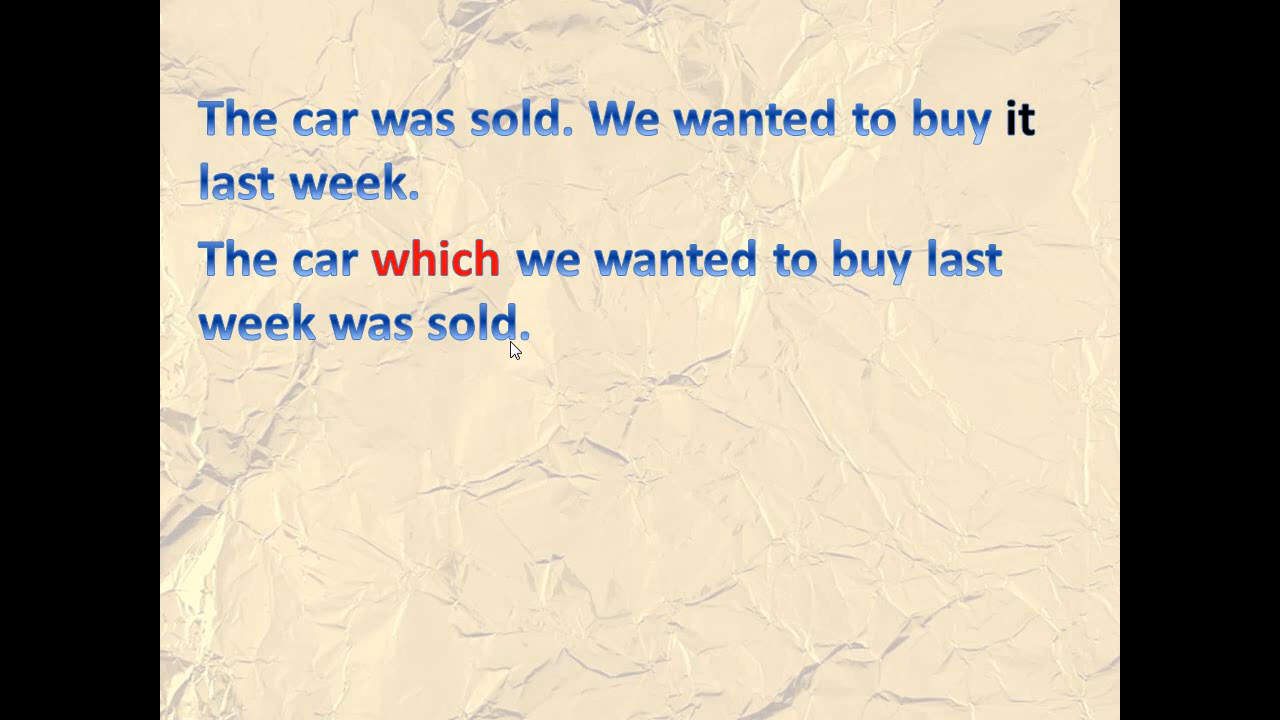 The car was sold. We wanted to buy it
last week.
The car which we wanted to buy last
week was sold.